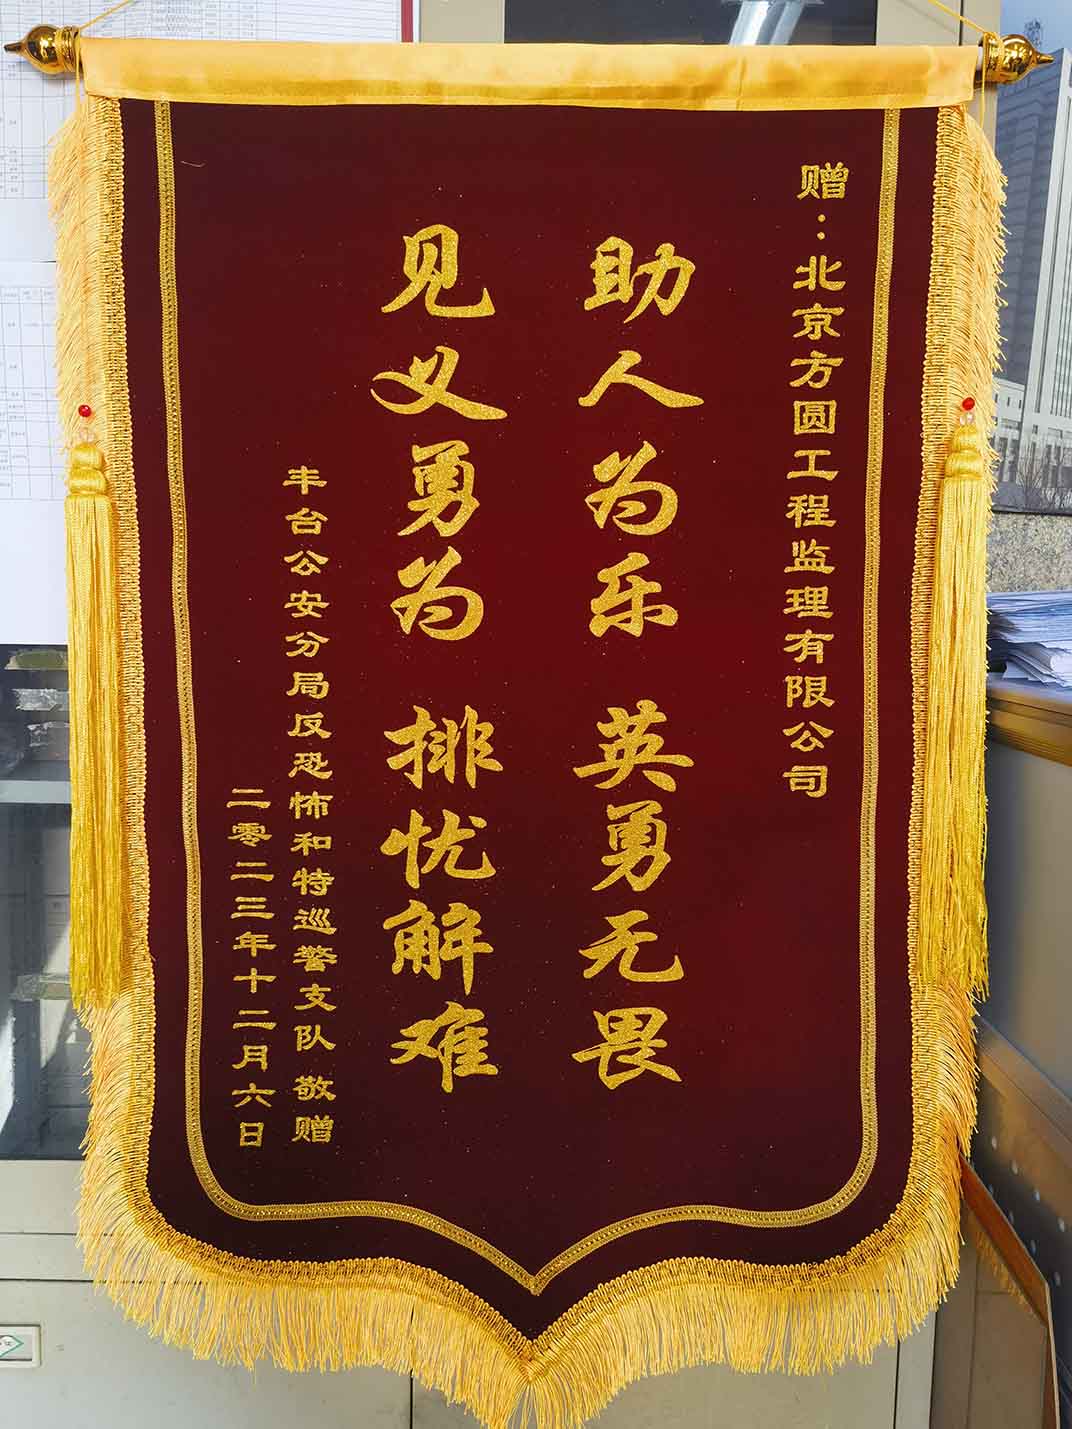 赠：北京方圆工程监理有限公司
助人为乐 英勇无畏
见义勇为 排忧解难
丰台公安分局反恐怖和特巡警支队 敬赠
二零二三年十二月六日